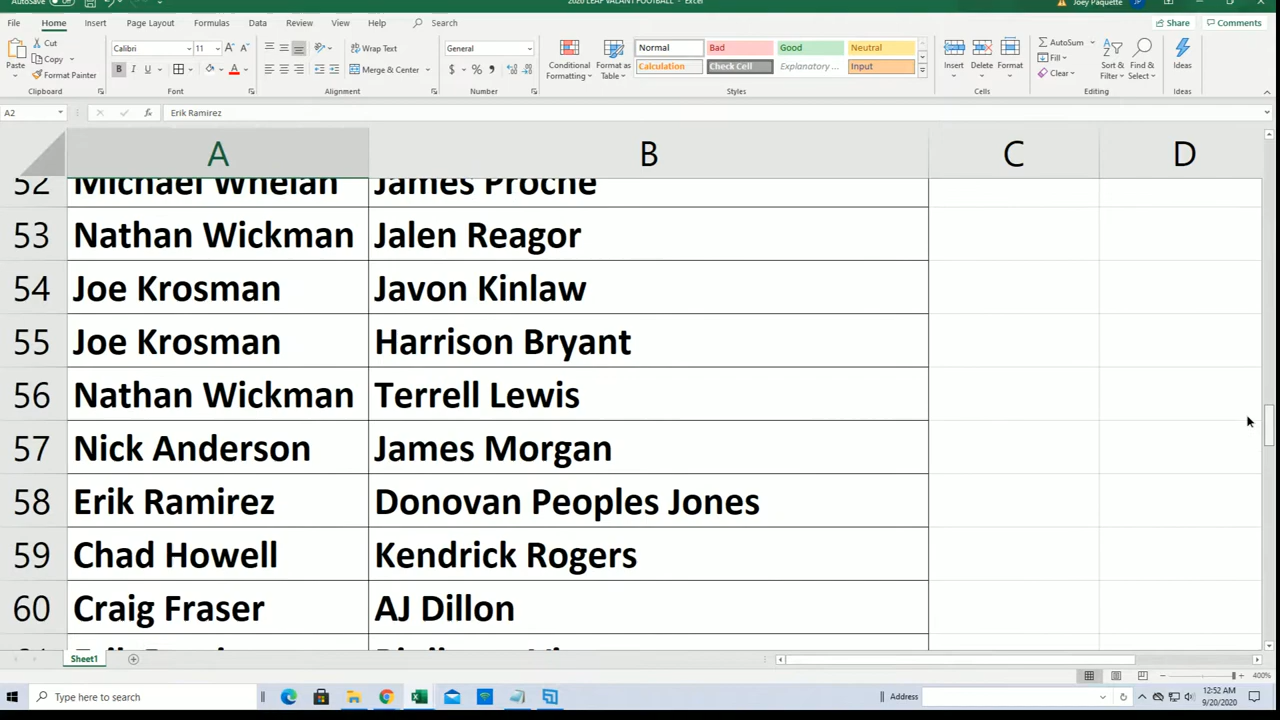 AutoSave
2020 LEAF VALIANT FOOTBALL - Excel
Joey Paquette
JP
File Home Insert Page Layout Formulas Data Review View Help Search
Share Comments
Paste Cut Copy Format Painter
Calibri 11
Wrap Text
Merge & Center
General
Conditional Formatting
Format as Table
Normal Bad Good Neutral
Calculation Check Cell Explanatory ... Input
Insert Delete Format
AutoSum Fill Clear
Sort & Filter Find & Select
Ideas
Clipboard Font Alignment Number Styles Cells Editing Ideas
A2 fx Erik Ramirez
A B C D
52 Michael Whelan James Proche
53 Nathan Wickman Jalen Reagor
54 Joe Krosman Javon Kinlaw
55 Joe Krosman Harrison Bryant
56 Nathan Wickman Terrell Lewis
57 Nick Anderson James Morgan
58 Erik Ramirez Donovan Peoples Jones
59 Chad Howell Kendrick Rogers
60 Craig Fraser AJ Dillon
Sheet1
400%
Type here to search
Address
12:52 AM
9/20/2020